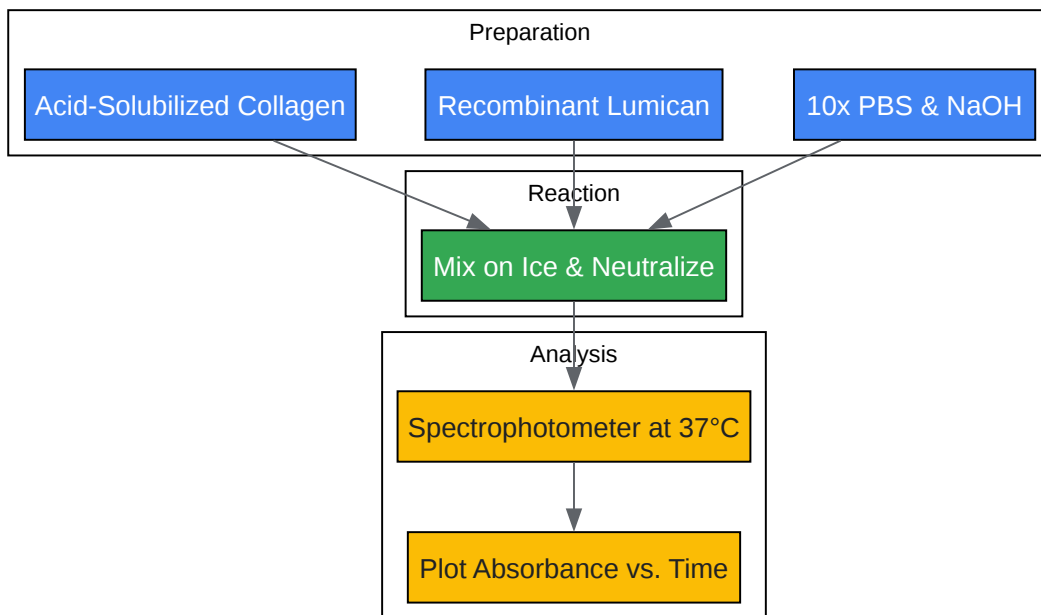 Preparation
Acid-Solubilized Collagen
Recombinant Lumican
10x PBS & NaOH
Reaction
Mix on Ice & Neutralize
Analysis
Spectrophotometer at 37°C
Plot Absorbance vs. Time